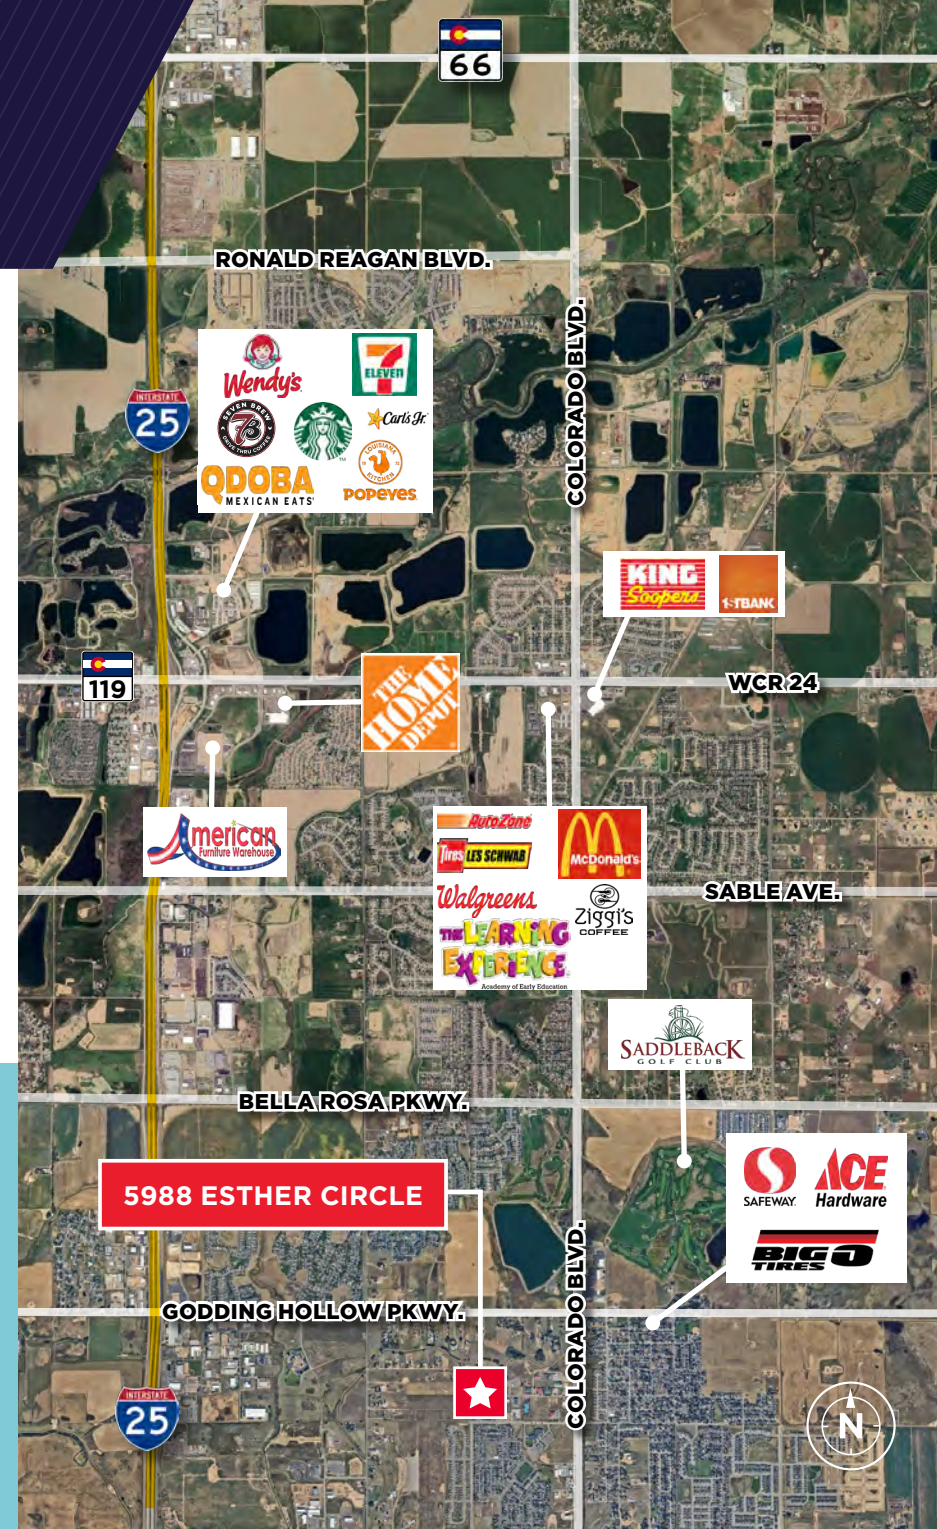 66
RONALD REAGAN BLVD.
COLORADO BLVD.
Wendy's
7
ELEVEN
SEVEN BREW
7B
DRIVE THRU COFFEE
TM
Carl's Jr.
LOUISIANA
KITCHEN
POPEYES
QDOBA
MEXICAN EATS
INTERSTATE
25
KING
Soopers
1STBANK
119
WCR 24
THE
HOME
DEPOT
American
Furniture Warehouse
AutoZone
Tires LES SCHWAB
McDonald's
Walgreens
Ziggi's
COFFEE
THE LEARNING
EXPERIENCE
Academy of Early Education
SABLE AVE.
SADDLEBACK
GOLF CLUB
BELLA ROSA PKWY.
SAFEWAY
ACE
Hardware
BIG O
TIRES
5988 ESTHER CIRCLE
COLORADO BLVD.
GODDING HOLLOW PKWY.
INTERSTATE
25
N